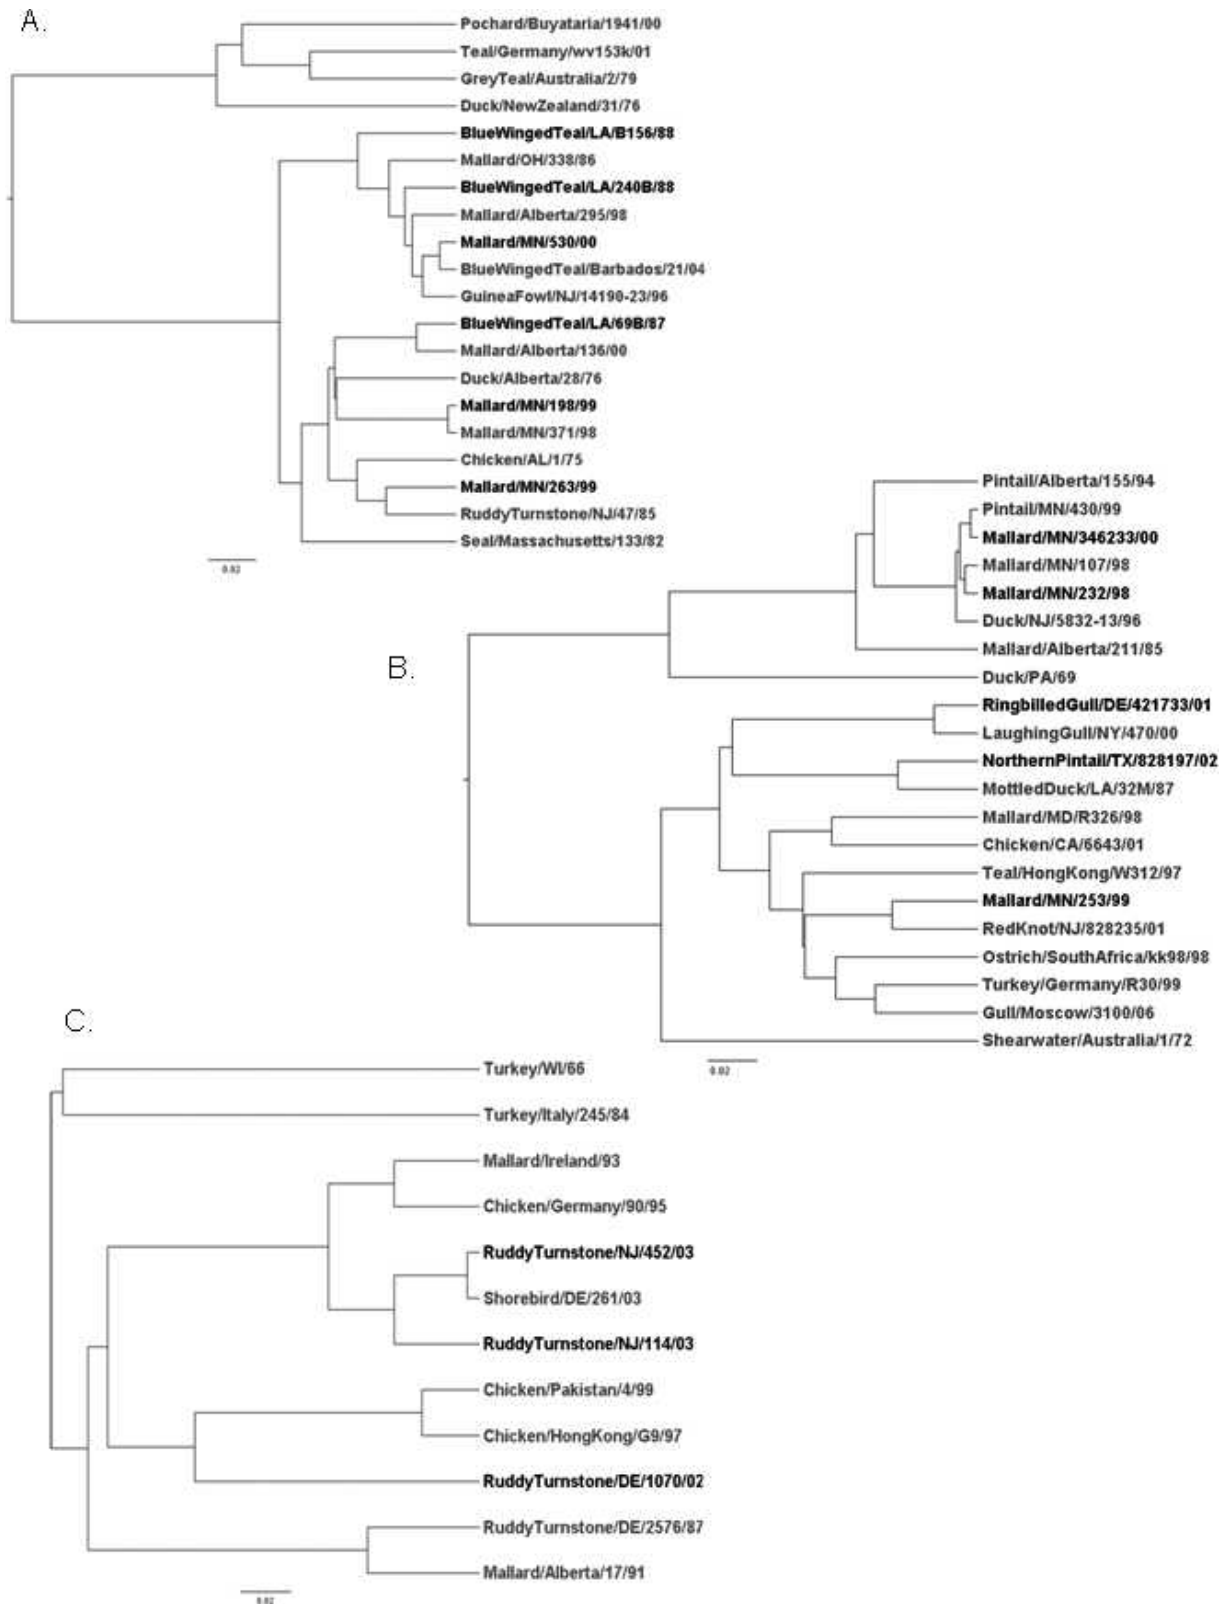 A.
Pochard/Buyataria/1941/00
Teal/Germany/wv153k/01
GreyTeal/Australia/2/79
Duck/NewZealand/31/76
BlueWingedTeal/LA/B156/88
Mallard/OH/338/86
BlueWingedTeal/LA/240B/88
Mallard/Alberta/295/98
Mallard/MN/530/00
BlueWingedTeal/Barbados/21/04
GuineaFowl/NJ/14190-23/96
BlueWingedTeal/LA/69B/87
Mallard/Alberta/136/00
Duck/Alberta/28/76
Mallard/MN/198/99
Mallard/MN/371/98
Chicken/AL/1/75
Mallard/MN/263/99
RuddyTurnstone/NJ/47/85
Seal/Massachusetts/133/82
0.02
B.
Pintail/Alberta/155/94
Pintail/MN/430/99
Mallard/MN/346233/00
Mallard/MN/107/98
Mallard/MN/232/98
Duck/NJ/5832-13/96
Mallard/Alberta/211/85
Duck/PA/69
RingbilledGull/DE/421733/01
LaughingGull/NY/470/00
NorthernPintail/TX/828197/02
MottledDuck/LA/32M/87
Mallard/MD/R326/98
Chicken/CA/6643/01
Teal/HongKong/W312/97
Mallard/MN/253/99
RedKnot/NJ/828235/01
Ostrich/SouthAfrica/kk98/98
Turkey/Germany/R30/99
Gull/Moscow/3100/06
Shearwater/Australia/1/72
0.02
C.
Turkey/WI/66
Turkey/Italy/245/84
Mallard/Ireland/93
Chicken/Germany/90/95
RuddyTurnstone/NJ/452/03
Shorebird/DE/261/03
RuddyTurnstone/NJ/114/03
Chicken/Pakistan/4/99
Chicken/HongKong/G9/97
RuddyTurnstone/DE/1070/02
RuddyTurnstone/DE/2576/87
Mallard/Alberta/17/91
0.02